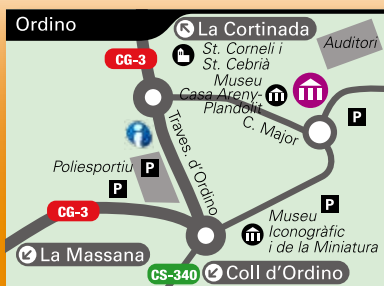 Ordino
La Cortinada
CG-3
St. Corneli i
St. Cebrià
Auditori
Museu
Casa Areny-
Plandolit
C. Major
P
Traves. d'Ordino
i
Poliesportiu P
P
P
CG-3
Museu
Iconogràfic
i de la Miniatura
La Massana
CS-340
Coll d'Ordino